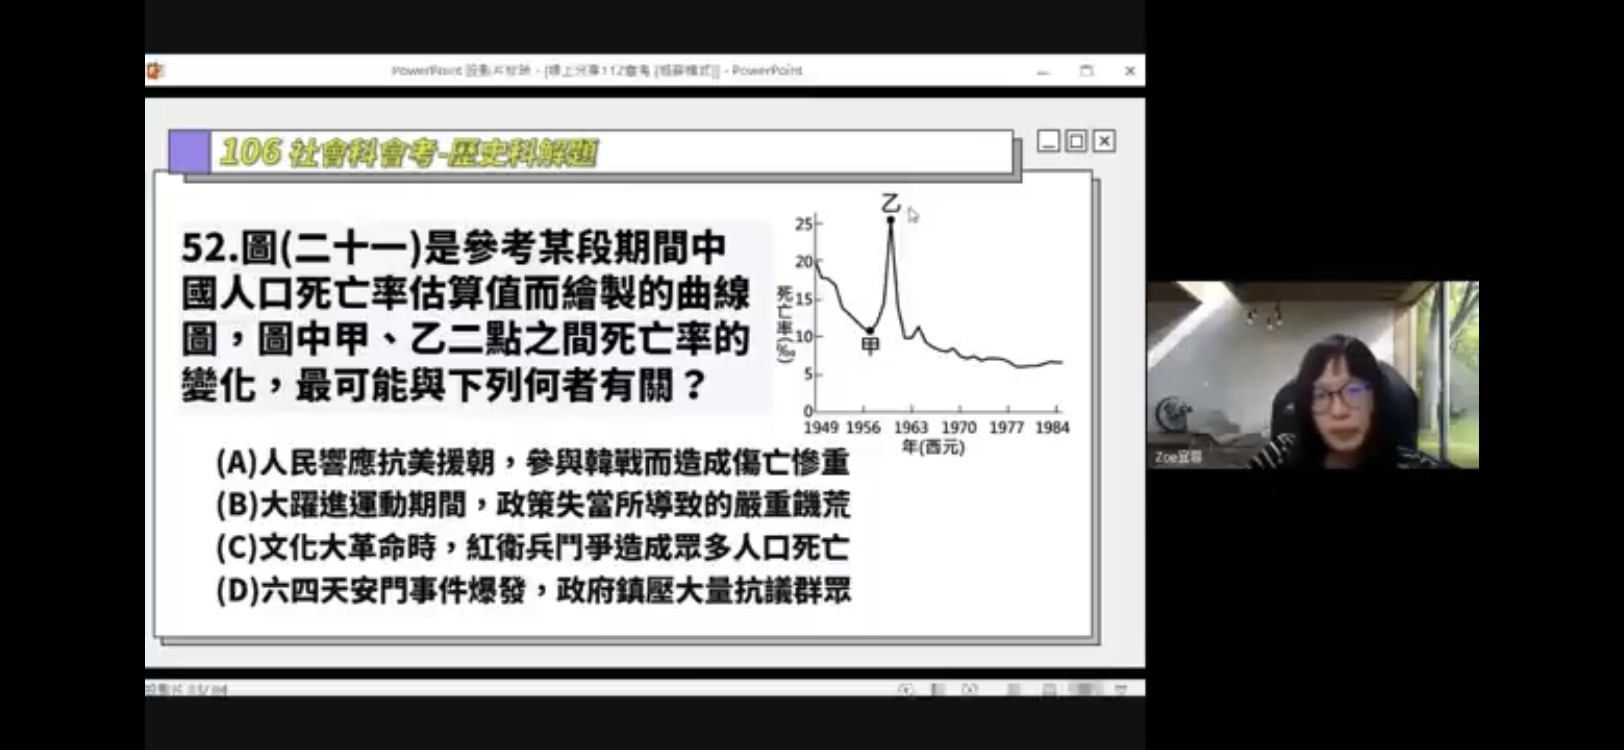 106 社會科會考-歷史科解題
52.圖(二十一)是參考某段期間中
國人口死亡率估算值而繪製的曲線
圖，圖中甲、乙二點之間死亡率的
變化，最可能與下列何者有關？
乙
25
20
15
10
5
0
死亡率(‰)
甲
1949 1956 1963 1970 1977 1984
年(西元)
(A)人民響應抗美援朝，參與韓戰而造成傷亡慘重
(B)大躍進運動期間，政策失當所導致的嚴重饑荒
(C)文化大革命時，紅衛兵鬥爭造成眾多人口死亡
(D)六四天安門事件爆發，政府鎮壓大量抗議群眾